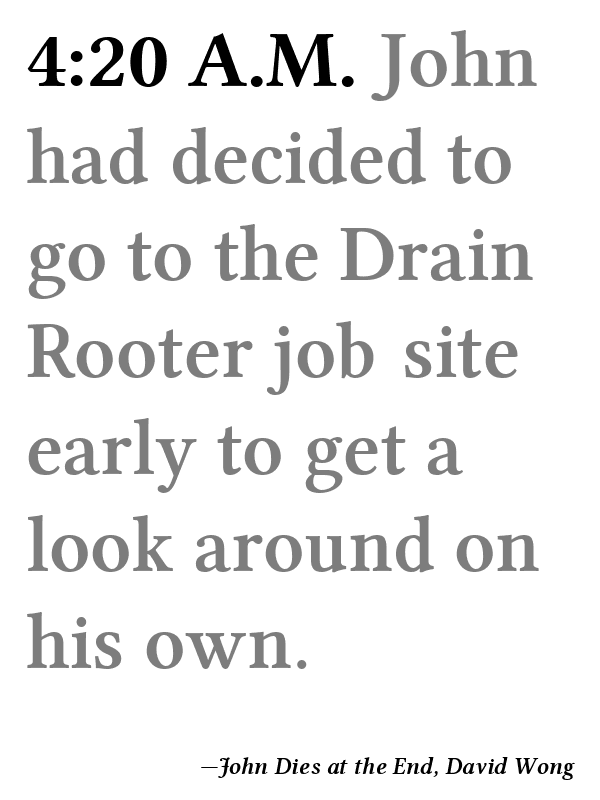 4:20 A.M. John
had decided to
go to the Drain
Rooter job site
early to get a
look around on
his own.
—John Dies at the End, David Wong